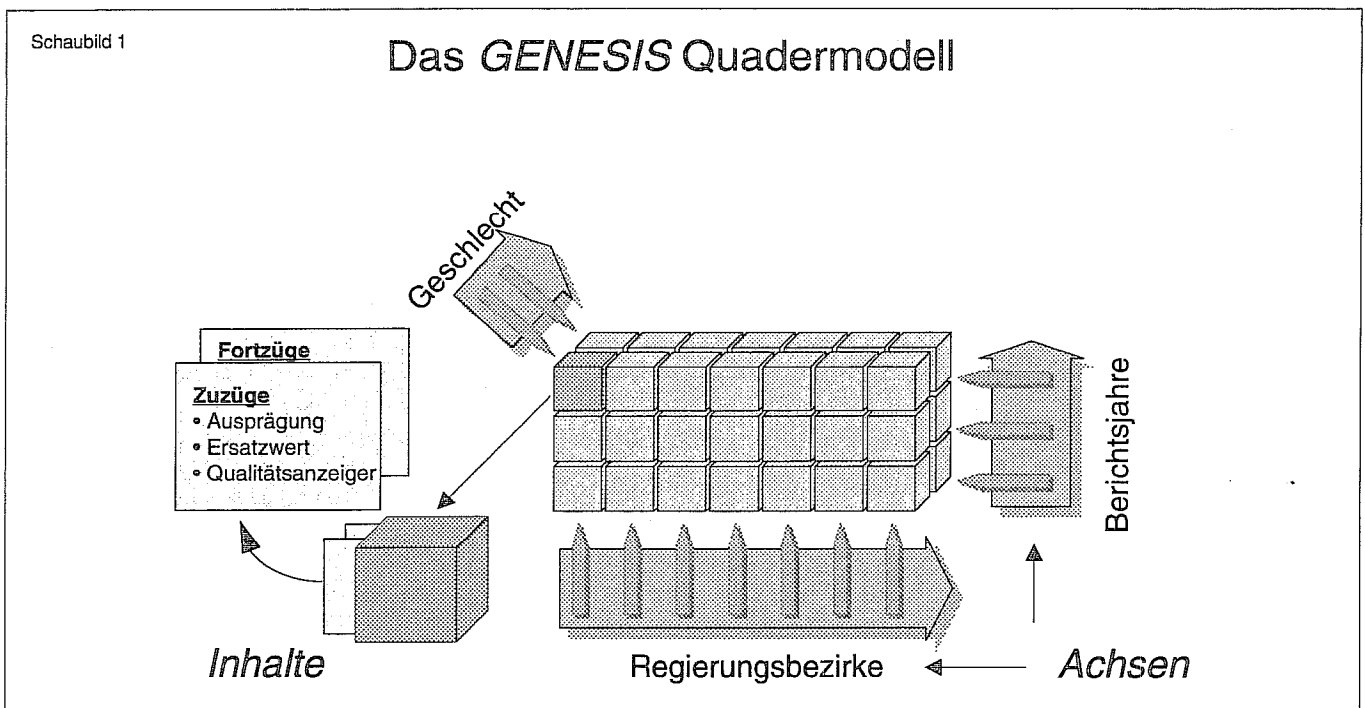 Schaubild 1
Das GENESIS Quadermodell
Geschlecht
Fortzüge
Zuzüge
• Ausprägung
• Ersatzwert
• Qualitätsanzeiger
Berichtsjahre
Inhalte
Regierungsbezirke
Achsen